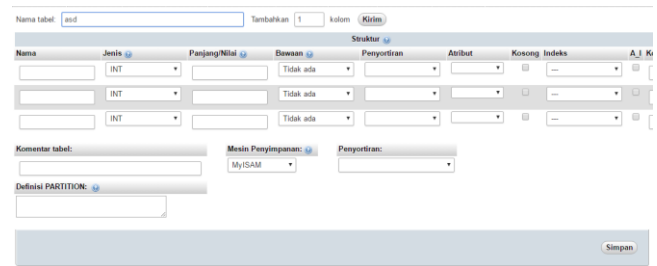 Nama tabel: asd Tambahkan 1 kolom Kirim
Struktur
Nama Jenis Panjang/Nilai Bawaan Penyortiran Atribut Kosong Indeks A_I
INT Tidak ada ---
INT Tidak ada ---
INT Tidak ada ---
Komentar tabel: Mesin Penyimpanan: Penyortiran:
MyISAM
Definisi PARTITION:
Simpan